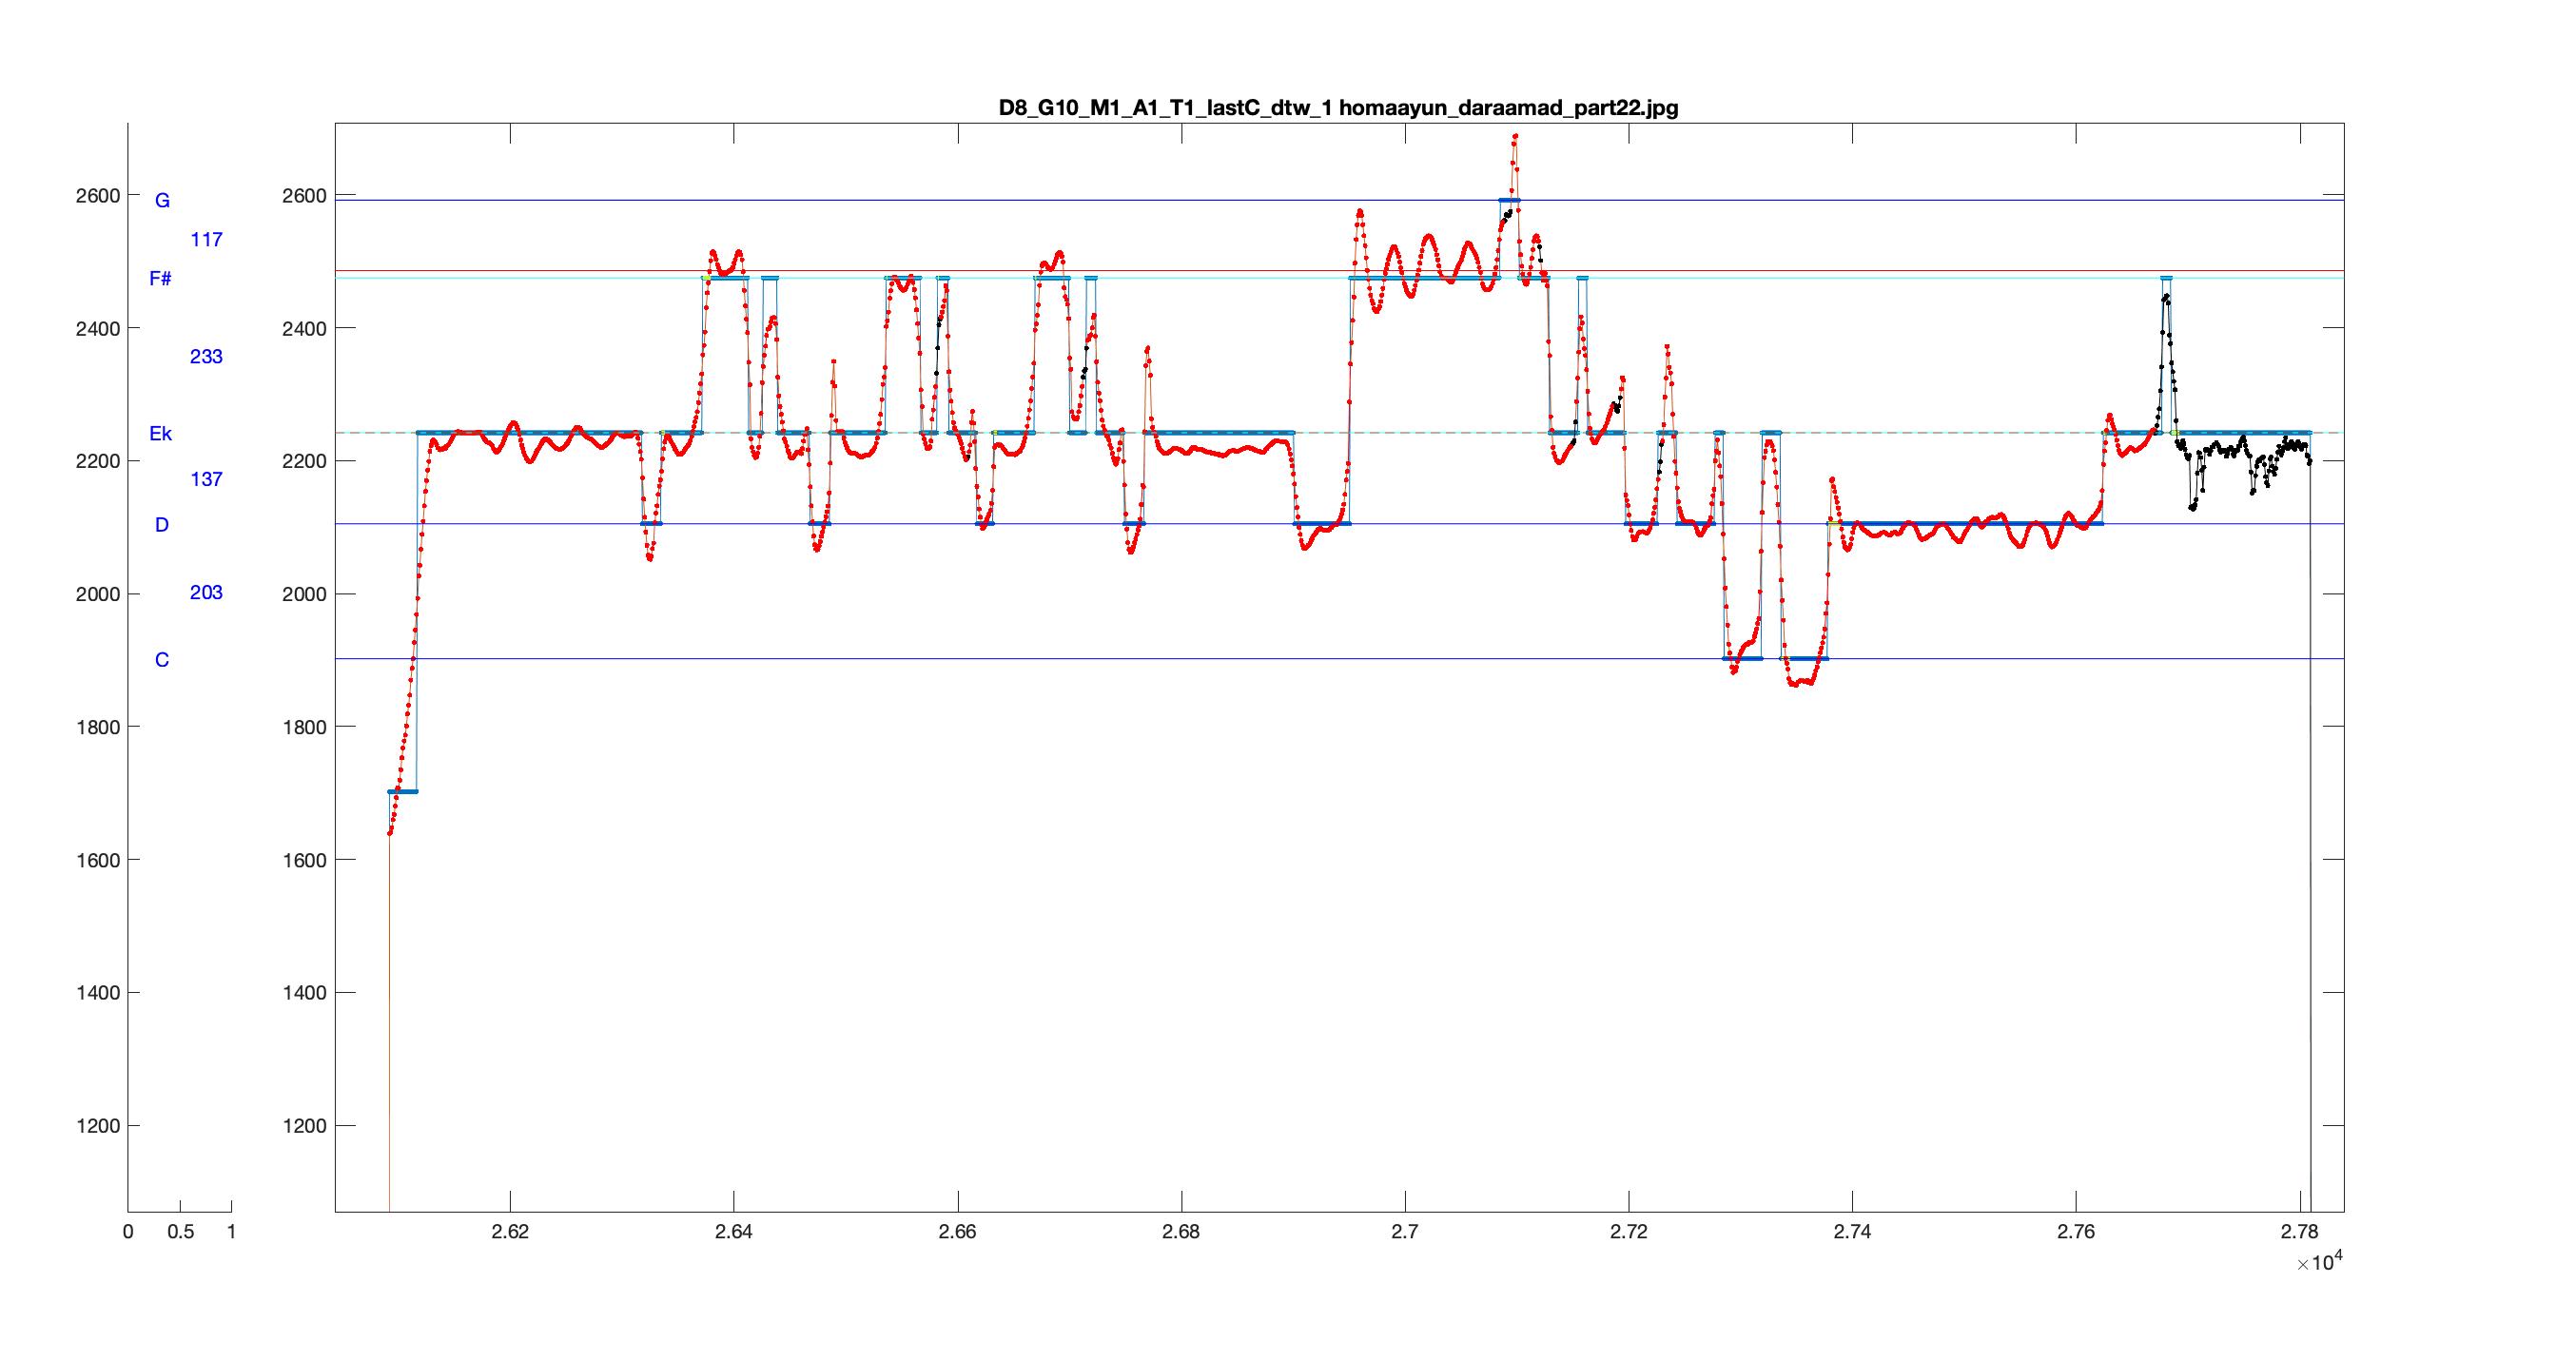 D8_G10_M1_A1_T1_lastC_dtw_1 homaayun_daraamad_part22.jpg
2600 G 2600
117
F#
2400 2400
233
Ek
2200 2200
137
D
203
2000 2000
C
1800 1800
1600 1600
1400 1400
1200 1200
0 0.5 1 2.62 2.64 2.66 2.68 2.7 2.72 2.74 2.76 2.78
×10⁴